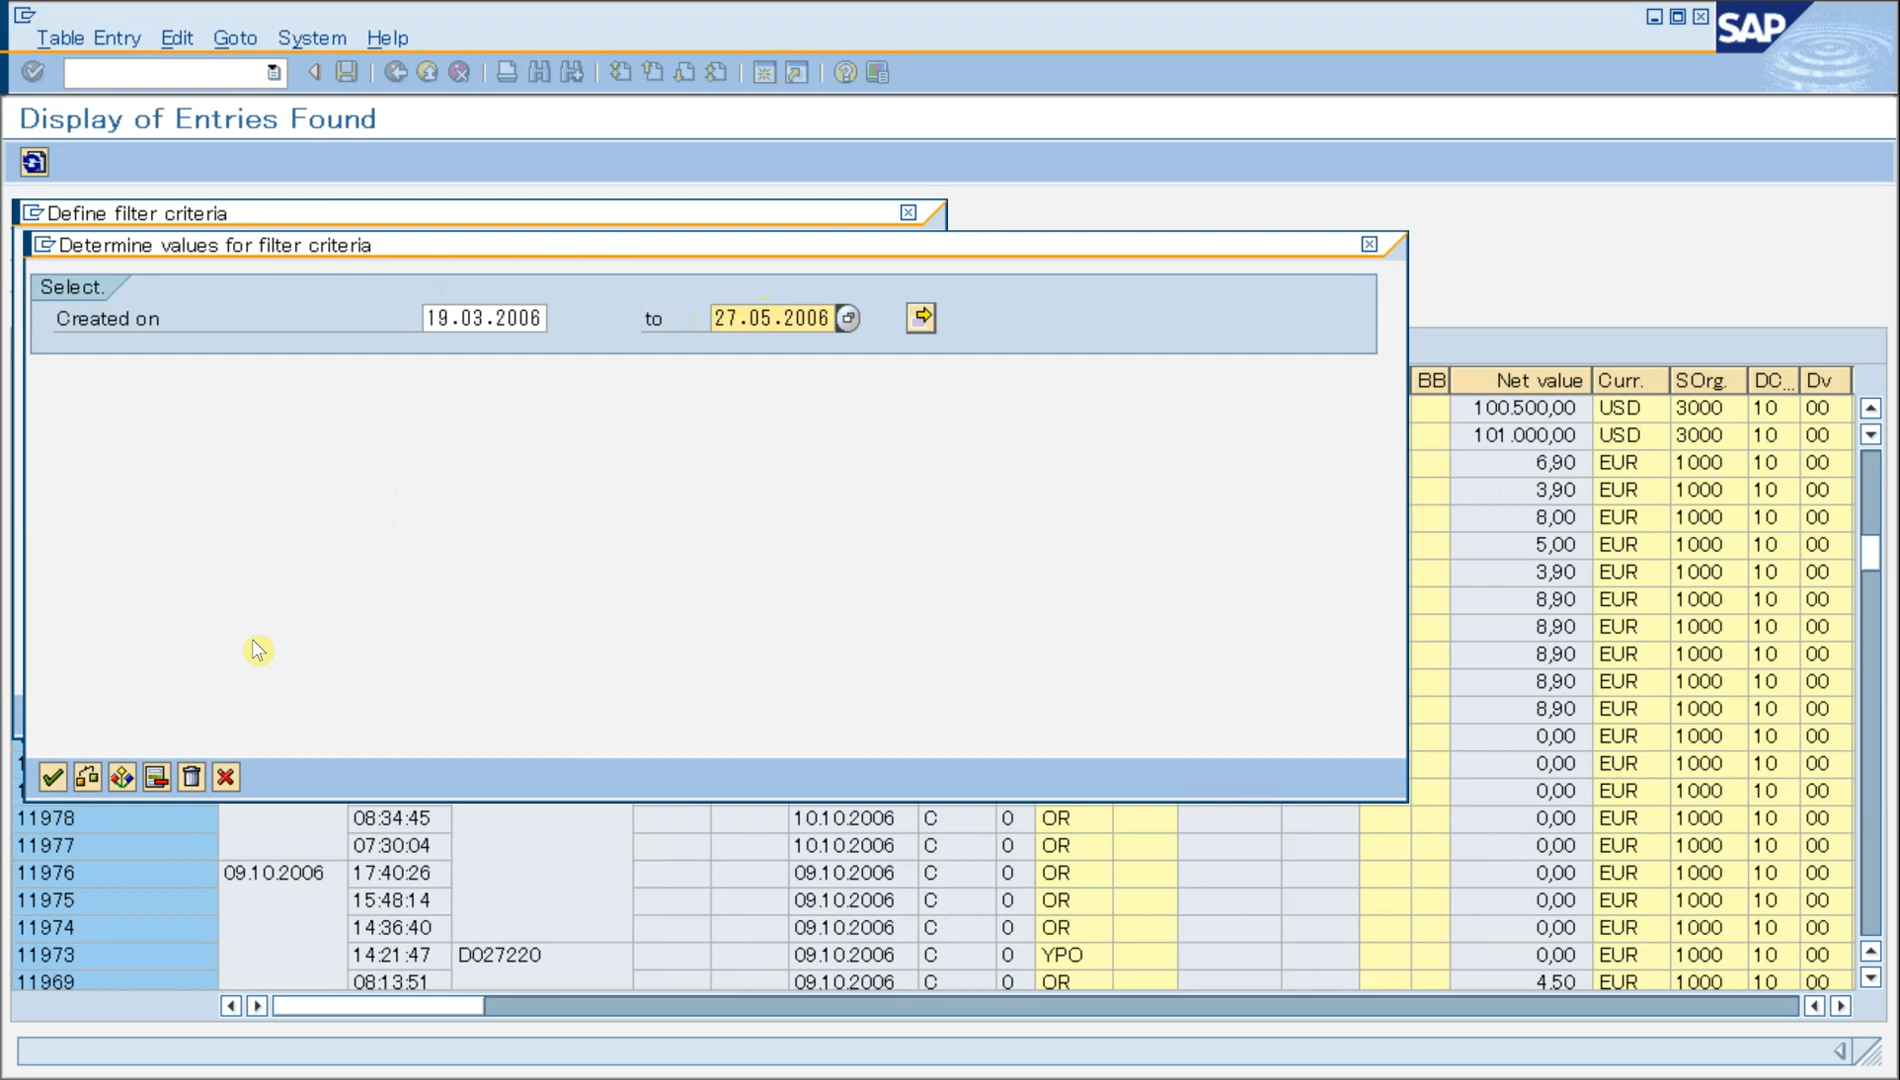 Table Entry Edit Goto System Help
SAP
Display of Entries Found
Define filter criteria
Determine values for filter criteria
Select.
Created on 19.03.2006 to 27.05.2006
BB Net value Curr. SOrg. DC... Dv
100.500,00 USD 3000 10 00
101.000,00 USD 3000 10 00
6,90 EUR 1000 10 00
3,90 EUR 1000 10 00
8,00 EUR 1000 10 00
5,00 EUR 1000 10 00
3,90 EUR 1000 10 00
8,90 EUR 1000 10 00
8,90 EUR 1000 10 00
8,90 EUR 1000 10 00
8,90 EUR 1000 10 00
8,90 EUR 1000 10 00
0,00 EUR 1000 10 00
0,00 EUR 1000 10 00
0,00 EUR 1000 10 00
11978 08:34:45 10.10.2006 C 0 OR 0,00 EUR 1000 10 00
11977 07:30:04 10.10.2006 C 0 OR 0,00 EUR 1000 10 00
11976 09.10.2006 17:40:26 09.10.2006 C 0 OR 0,00 EUR 1000 10 00
11975 15:48:14 09.10.2006 C 0 OR 0,00 EUR 1000 10 00
11974 14:36:40 09.10.2006 C 0 OR 0,00 EUR 1000 10 00
11973 14:21:47 D027220 09.10.2006 C 0 YPO 0,00 EUR 1000 10 00
11969 08:13:51 09.10.2006 C 0 OR 4.50 EUR 1000 10 00